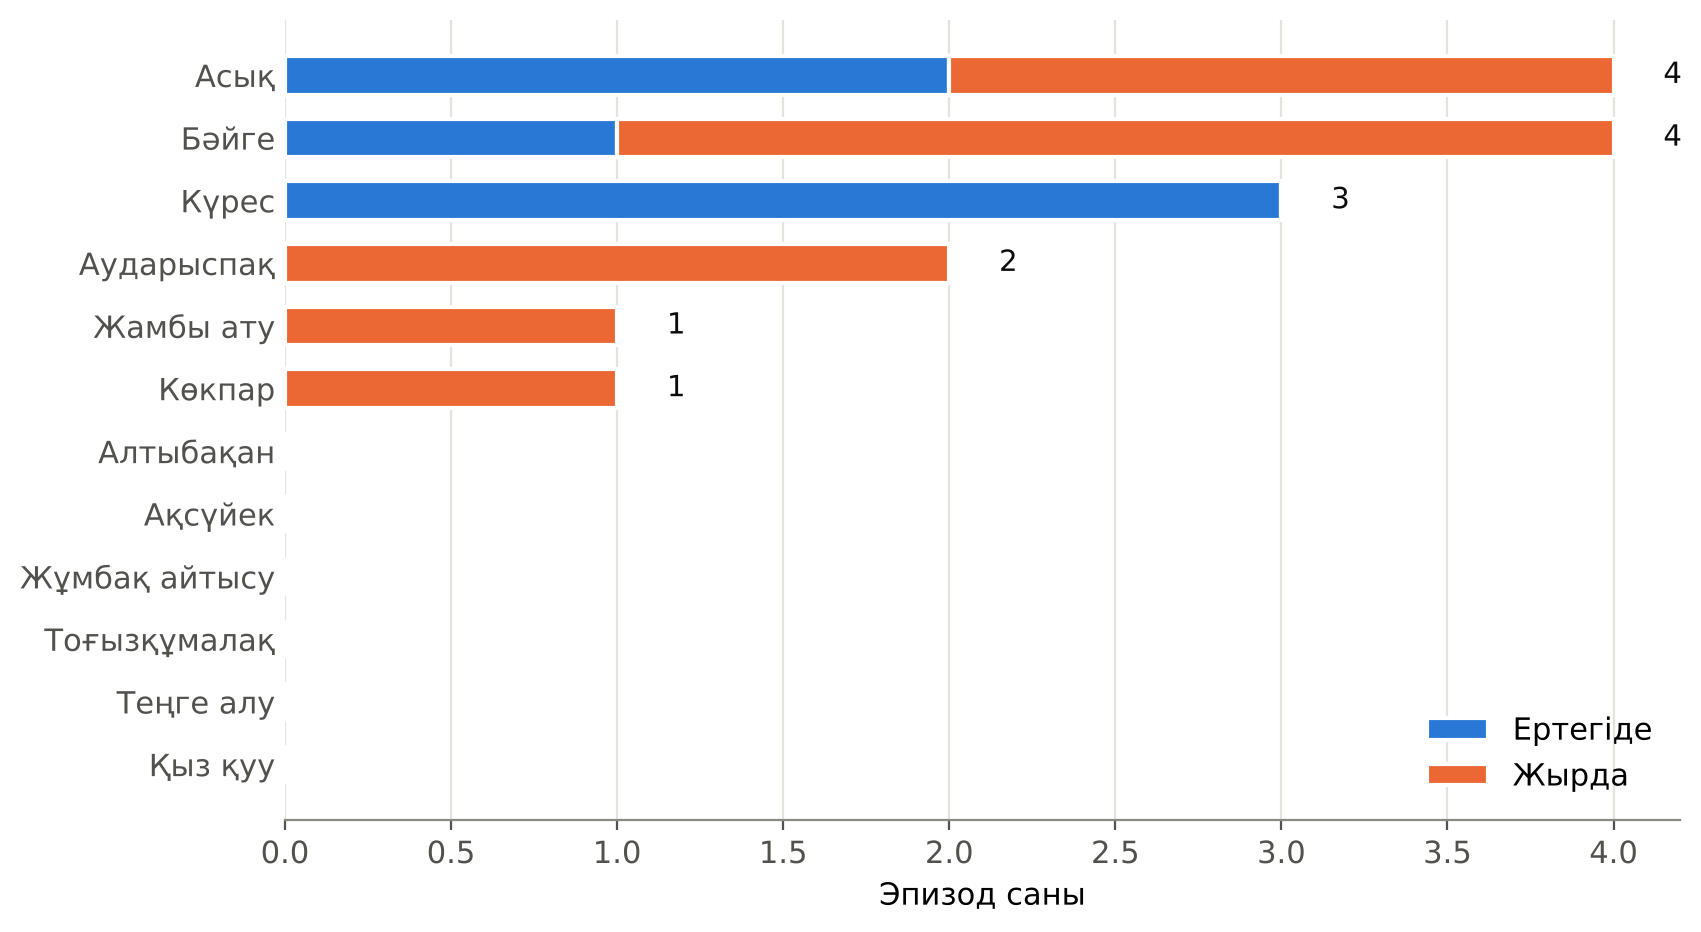 Асық 4
Бәйге 4
Күрес 3
Аударыспақ 2
Жамбы ату 1
Көкпар 1
Алтыбақан
Ақсүйек
Жұмбақ айтысу
Тоғызқұмалақ
Теңге алу
Қыз қуу
Ертегіде
Жырда
0.0 0.5 1.0 1.5 2.0 2.5 3.0 3.5 4.0
Эпизод саны